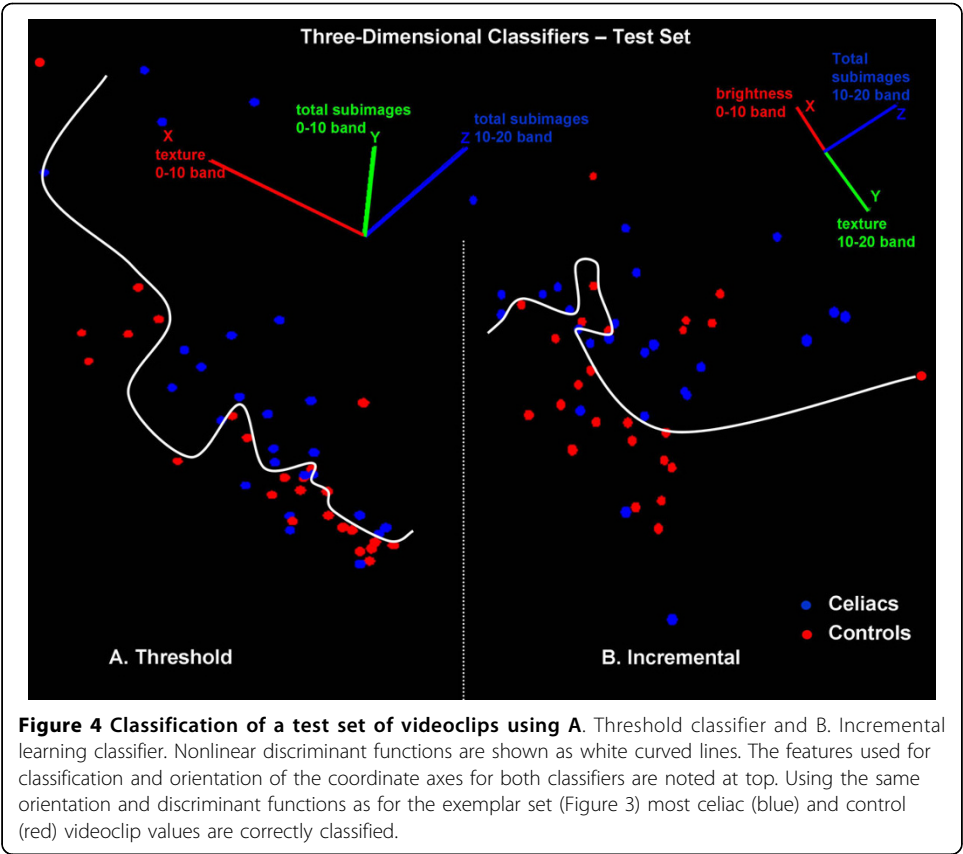 Three-Dimensional Classifiers – Test Set
X
texture
0-10 band
total subimages
0-10 band
Y
Z
total subimages
10-20 band
brightness
0-10 band
X
Total
subimages
10-20 band
Z
Y
texture
10-20 band
Celiacs
Controls
A. Threshold
B. Incremental
Figure 4 Classification of a test set of videoclips using A. Threshold classifier and B. Incremental
learning classifier. Nonlinear discriminant functions are shown as white curved lines. The features used for
classification and orientation of the coordinate axes for both classifiers are noted at top. Using the same
orientation and discriminant functions as for the exemplar set (Figure 3) most celiac (blue) and control
(red) videoclip values are correctly classified.